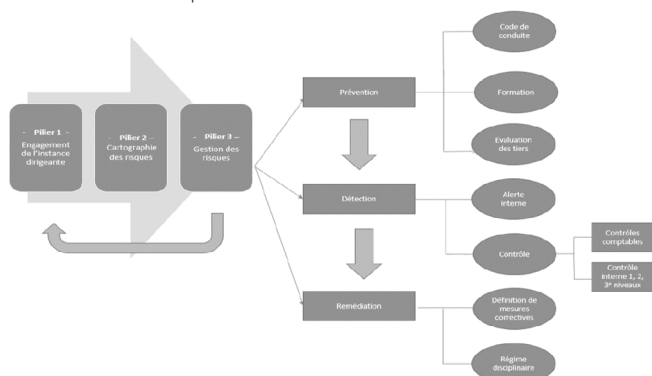 - Pilier 1 -
Engagement
de l'instance
dirigeante
- Pilier 2 –
Cartographie
des risques
- Pilier 3 –
Gestion des
risques
Prévention
Code de
conduite
Formation
Evaluation
des tiers
Détection
Alerte
interne
Contrôle
Contrôles
comptables
Contrôle
interne 1, 2,
3e niveaux
Remédiation
Définition de
mesures
correctives
Régime
disciplinaire